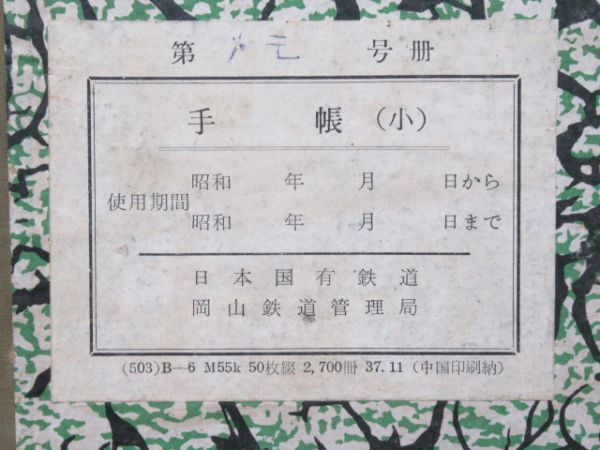 第 メモ 号冊
手 帳 (小)
昭和 年 月 日から
使用期間
昭和 年 月 日まで
日本国有鉄道
岡山鉄道管理局
(503)B—6 M55k 50枚綴 2,700冊 37.11 (中国印刷納)